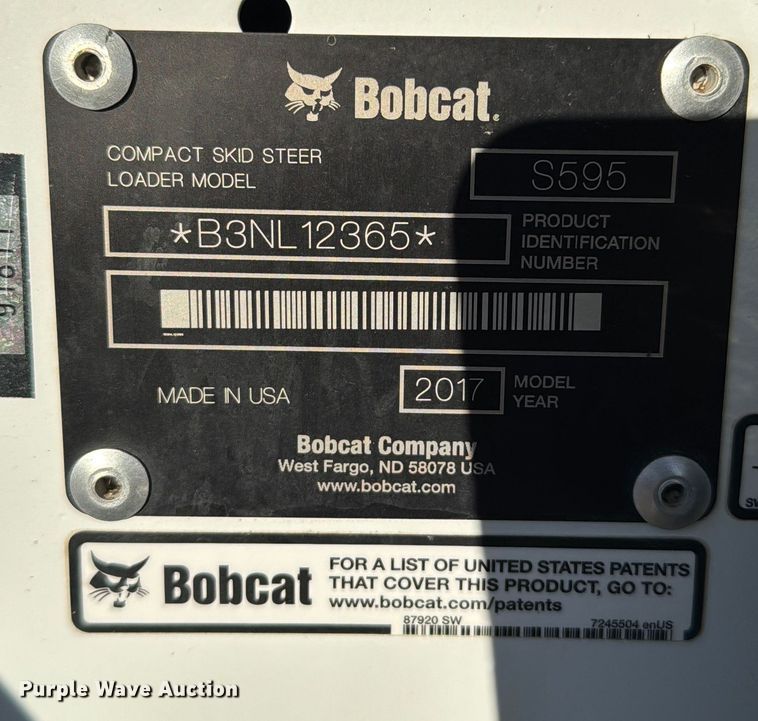 Bobcat.
COMPACT SKID STEER
LOADER MODEL
S595
*B3NL12365*
PRODUCT
IDENTIFICATION
NUMBER
MADE IN USA
2017
MODEL
YEAR
Bobcat Company
West Fargo, ND 58078 USA
www.bobcat.com
Bobcat
FOR A LIST OF UNITED STATES PATENTS
THAT COVER THIS PRODUCT, GO TO:
www.bobcat.com/patents
87920 SW
7245504 enUS
Purple Wave Auction